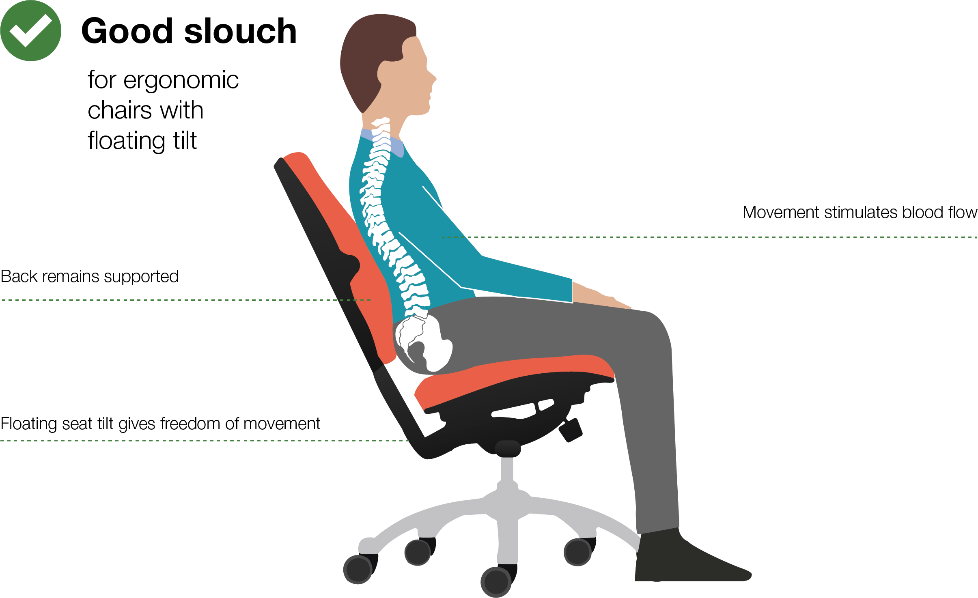 Good slouch
for ergonomic
chairs with
floating tilt
Movement stimulates blood flow
Back remains supported
Floating seat tilt gives freedom of movement